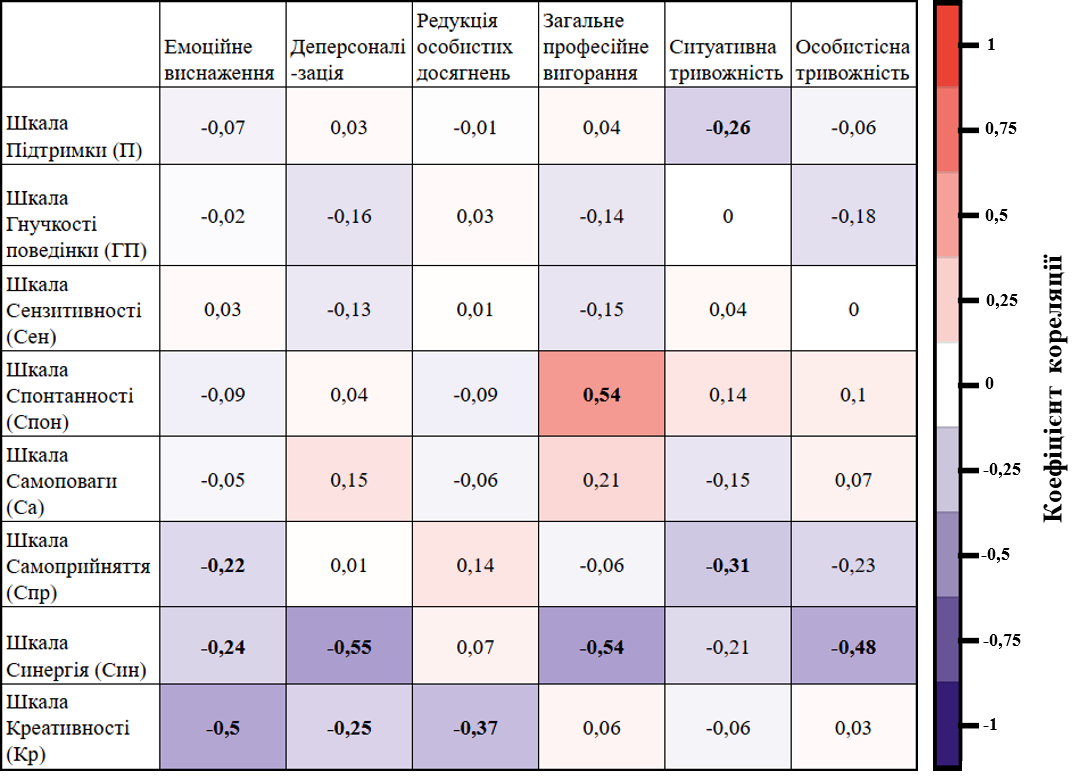 Емоційне
виснаження
Деперсоналі
-зація
Редукція
особистих
досягнень
Загальне
професійне
вигорання
Ситуативна
тривожність
Особистісна
тривожність
Шкала
Підтримки (П)
-0,07
0,03
-0,01
0,04
-0,26
-0,06
Шкала
Гнучкості
поведінки (ГП)
-0,02
-0,16
0,03
-0,14
0
-0,18
Шкала
Сензитивності
(Сен)
0,03
-0,13
0,01
-0,15
0,04
0
Шкала
Спонтанності
(Спон)
-0,09
0,04
-0,09
0,54
0,14
0,1
Шкала
Самоповаги
(Са)
-0,05
0,15
-0,06
0,21
-0,15
0,07
Шкала
Самоприйняття
(Спр)
-0,22
0,01
0,14
-0,06
-0,31
-0,23
Шкала
Синергія (Син)
-0,24
-0,55
0,07
-0,54
-0,21
-0,48
Шкала
Креативності
(Кр)
-0,5
-0,25
-0,37
0,06
-0,06
0,03
1
0,75
0,5
0,25
0
-0,25
-0,5
-0,75
-1
Коефіцієнт кореляції